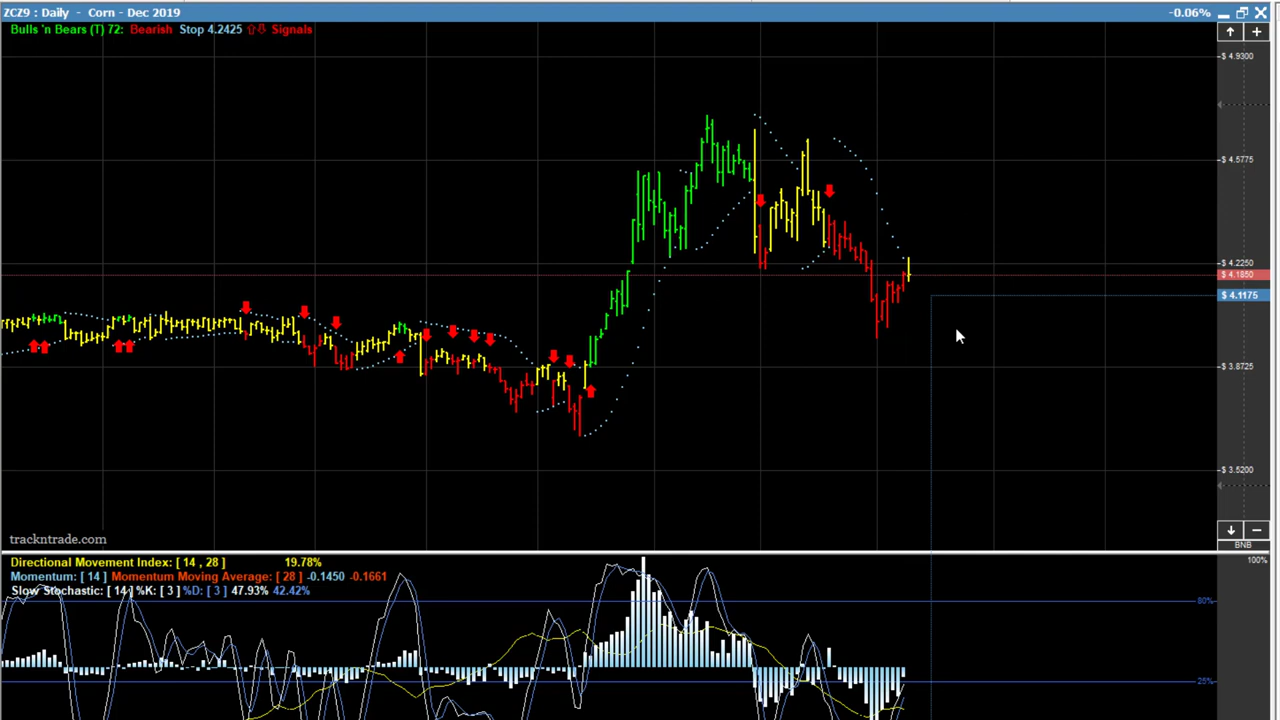 ZCZ9 : Daily - Corn - Dec 2019
-0.06%
Bulls 'n Bears (T) 72: Bearish Stop 4.2425 Signals
$ 4.9300
$ 4.5775
$ 4.2250
$ 4.1850
$ 4.1175
$ 3.8725
$ 3.5200
trackntrade.com
BNB
Directional Movement Index: [ 14 , 28 ] 19.78%
100%
Momentum: [ 14 ] Momentum Moving Average: [ 28 ] -0.1450 -0.1661
Slow Stochastic: [ 14 ] %K: [ 3 ] %D: [ 3 ] 47.93% 42.42%
80%
25%